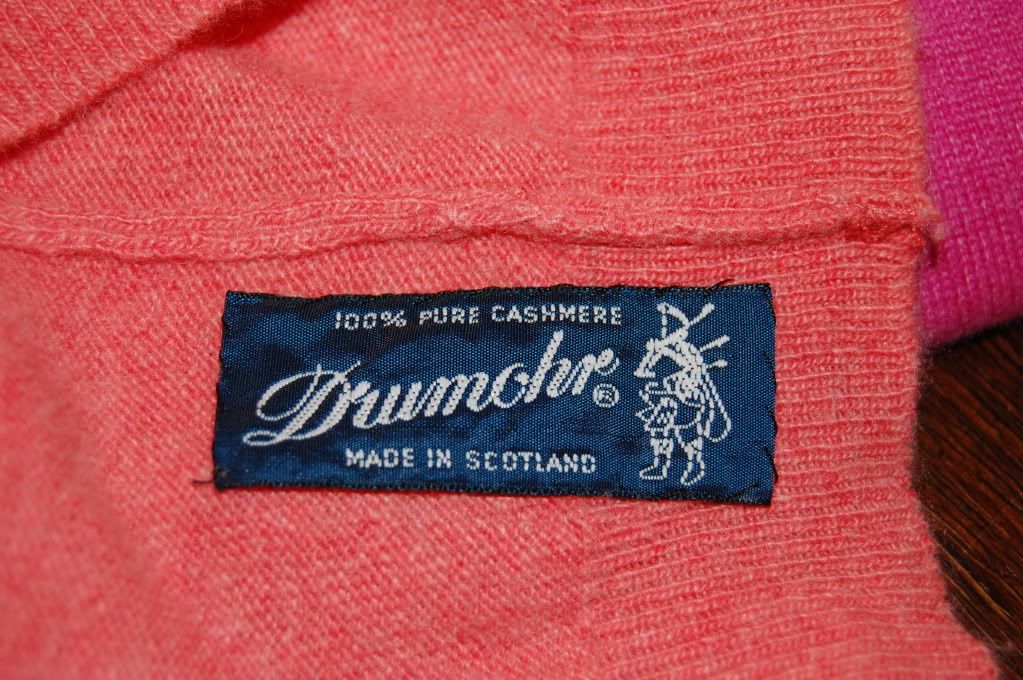 100% PURE CASHMERE
Drumohr®
MADE IN SCOTLAND